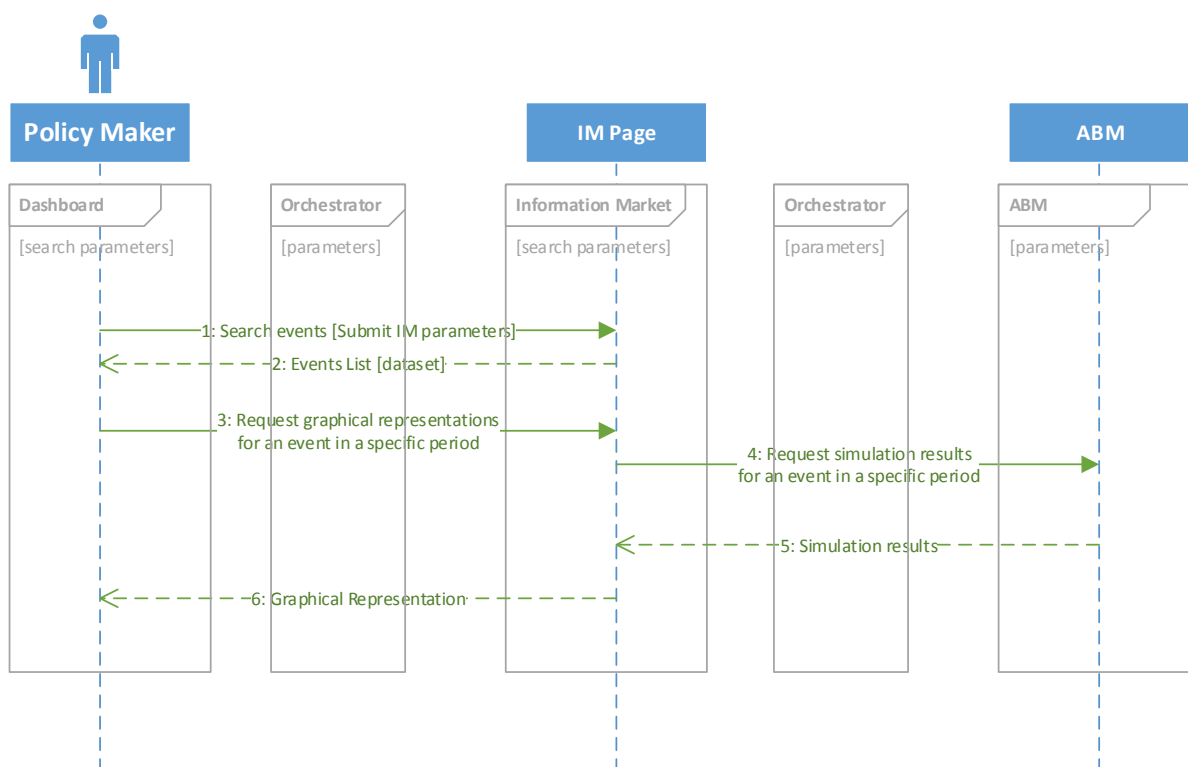 Policy Maker
IM Page
ABM
Dashboard
Orchestrator
Information Market
Orchestrator
ABM
[search parameters]
[parameters]
[search parameters]
[parameters]
[parameters]
1: Search events [Submit IM parameters]
2: Events List [dataset]
3: Request graphical representations
for an event in a specific period
4: Request simulation results
for an event in a specific period
5: Simulation results
6: Graphical Representation